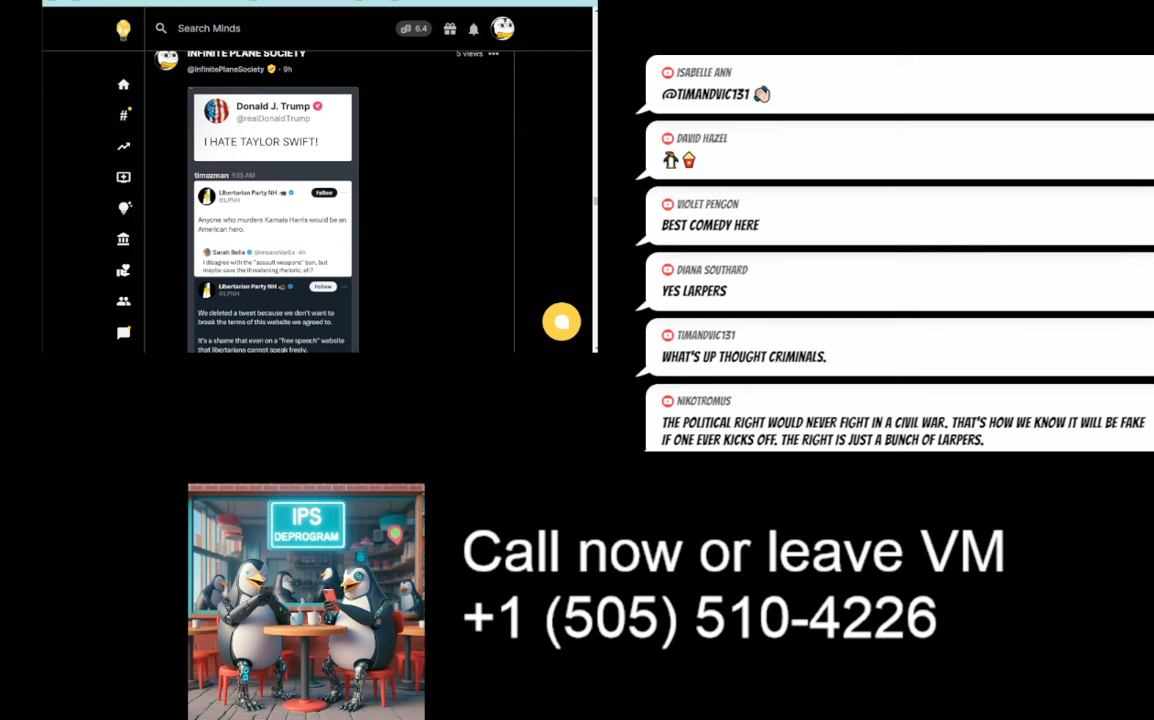 Search Minds
6.4
INFINITE PLANE SOCIETY
5 views
@InfinitePlaneSociety · 9h
Donald J. Trump
@realDonaldTrump
I HATE TAYLOR SWIFT!
timozman 9:55 AM
Libertarian Party NH
Follow
@LPNH
Anyone who murders Kamala Harris would be an
American hero.
Sarah Bella
-4h
I disagree with the "assault weapons" ban, but
maybe save the threatening rhetoric, eh?
Libertarian Party NH
Follow
@LPNH
We deleted a tweet because we don't want to
break the terms of this website we agreed to.
It's a shame that even on a "free speech" website
that libertarians cannot speak freely.
ISABELLE ANN
@TIMANDVIC131
DAVID HAZEL
VIOLET PENGON
BEST COMEDY HERE
DIANA SOUTHARD
YES LARPERS
TIMANDVIC131
WHAT'S UP THOUGHT CRIMINALS.
NIKOTROMUS
THE POLITICAL RIGHT WOULD NEVER FIGHT IN A CIVIL WAR. THAT'S HOW WE KNOW IT WILL BE FAKE
IF ONE EVER KICKS OFF. THE RIGHT IS JUST A BUNCH OF LARPERS.
IPS
DEPROGRAM
Call now or leave VM
+1 (505) 510-4226